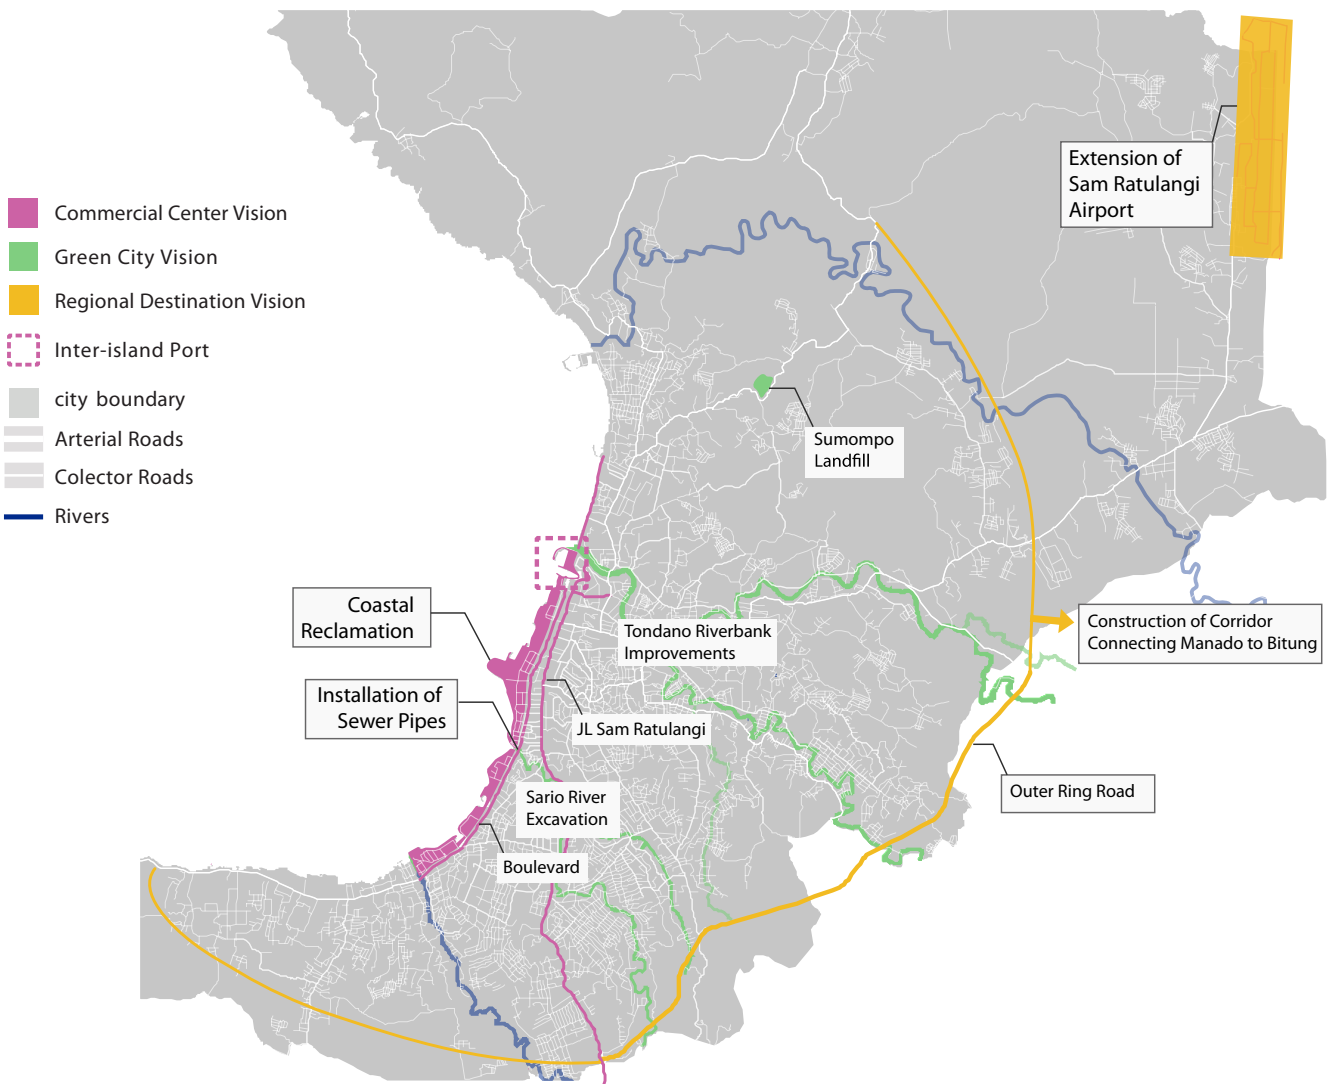 Extension of
Sam Ratulangi
Airport
Commercial Center Vision
Green City Vision
Regional Destination Vision
Inter-island Port
city boundary
Arterial Roads
Colector Roads
Rivers
Sumompo
Landfill
Coastal
Reclamation
Tondano Riverbank
Improvements
Construction of Corridor
Connecting Manado to Bitung
Installation of
Sewer Pipes
JL Sam Ratulangi
Outer Ring Road
Sario River
Excavation
Boulevard